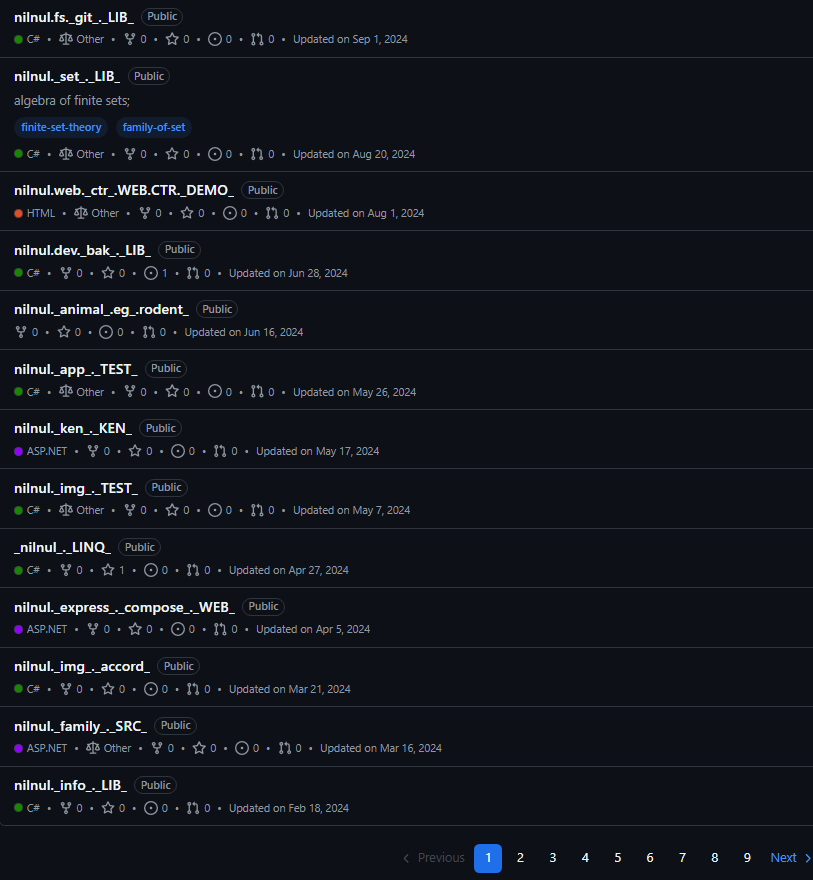 nilnul.fs._git_._LIB_ Public
C# • Other • 0 • 0 • 0 • 0 • Updated on Sep 1, 2024
nilnul._set_._LIB_ Public
algebra of finite sets;
finite-set-theory family-of-set
C# • Other • 0 • 0 • 0 • 0 • Updated on Aug 20, 2024
nilnul.web._ctr_.WEB.CTR._DEMO_ Public
HTML • Other • 0 • 0 • 0 • 0 • Updated on Aug 1, 2024
nilnul.dev._bak_._LIB_ Public
C# • 0 • 0 • 1 • 0 • Updated on Jun 28, 2024
nilnul._animal_.eg_.rodent_ Public
0 • 0 • 0 • 0 • Updated on Jun 16, 2024
nilnul._app_._TEST_ Public
C# • Other • 0 • 0 • 0 • 0 • Updated on May 26, 2024
nilnul._ken_._KEN_ Public
ASP.NET • 0 • 0 • 0 • 0 • Updated on May 17, 2024
nilnul._img_._TEST_ Public
C# • Other • 0 • 0 • 0 • 0 • Updated on May 7, 2024
_nilnul_._LINQ_ Public
C# • 0 • 1 • 0 • 0 • Updated on Apr 27, 2024
nilnul._express_._compose_._WEB_ Public
ASP.NET • 0 • 0 • 0 • 0 • Updated on Apr 5, 2024
nilnul._img_._accord_ Public
C# • 0 • 0 • 0 • 0 • Updated on Mar 21, 2024
nilnul._family_._SRC_ Public
ASP.NET • Other • 0 • 0 • 0 • 0 • Updated on Mar 16, 2024
nilnul._info_._LIB_ Public
C# • 0 • 0 • 0 • 0 • Updated on Feb 18, 2024
Previous 1 2 3 4 5 6 7 8 9 Next